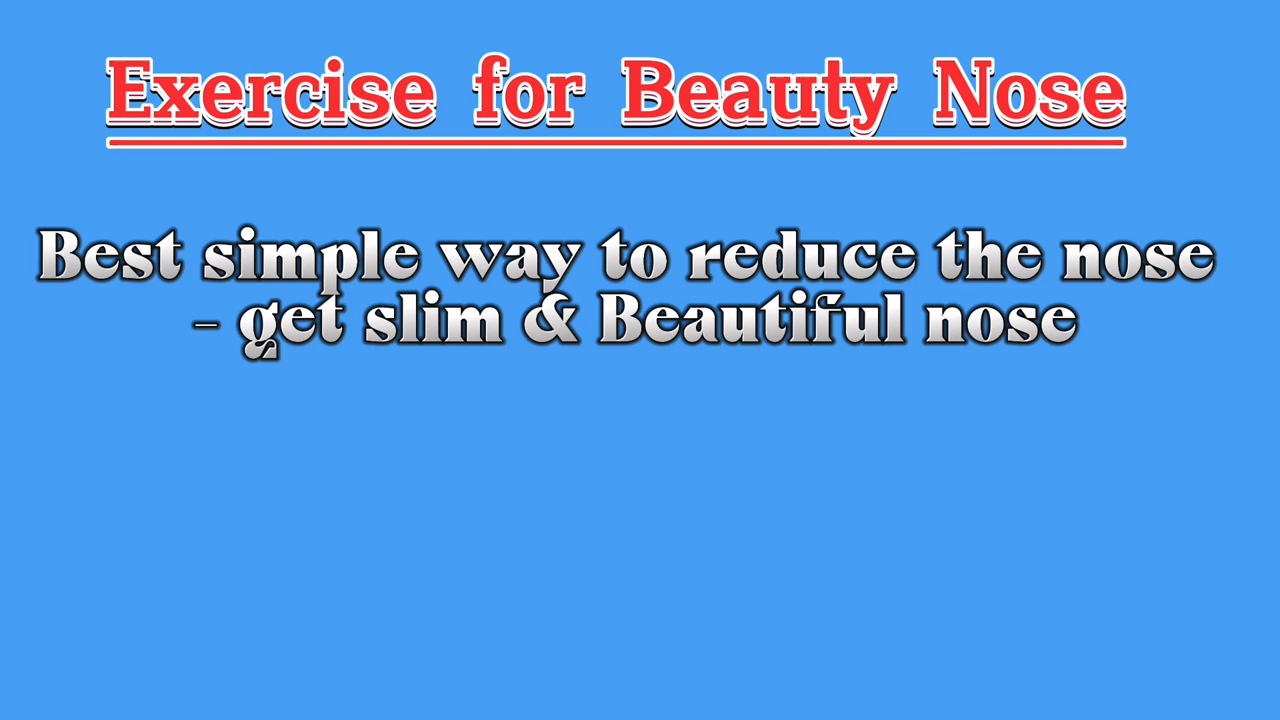 Exercise for Beauty Nose
Best simple way to reduce the nose
- get slim & Beautiful nose